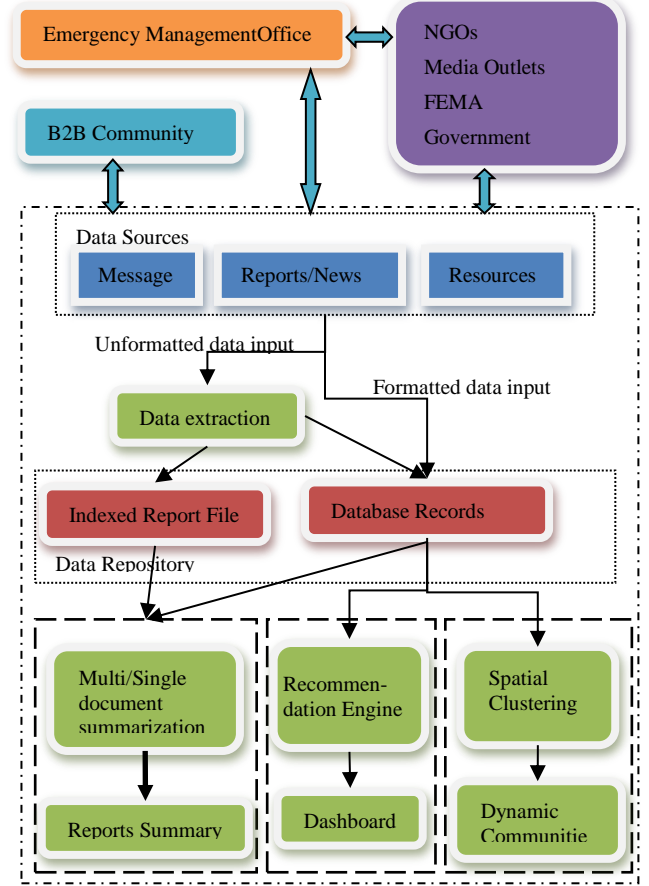 Emergency ManagementOffice
NGOs
Media Outlets
FEMA
Government
B2B Community
Data Sources
Message
Reports/News
Resources
Unformatted data input
Formatted data input
Data extraction
Indexed Report File
Database Records
Data Repository
Multi/Single
document
summarization
Recommen-
dation Engine
Spatial
Clustering
Reports Summary
Dashboard
Dynamic
Communitie